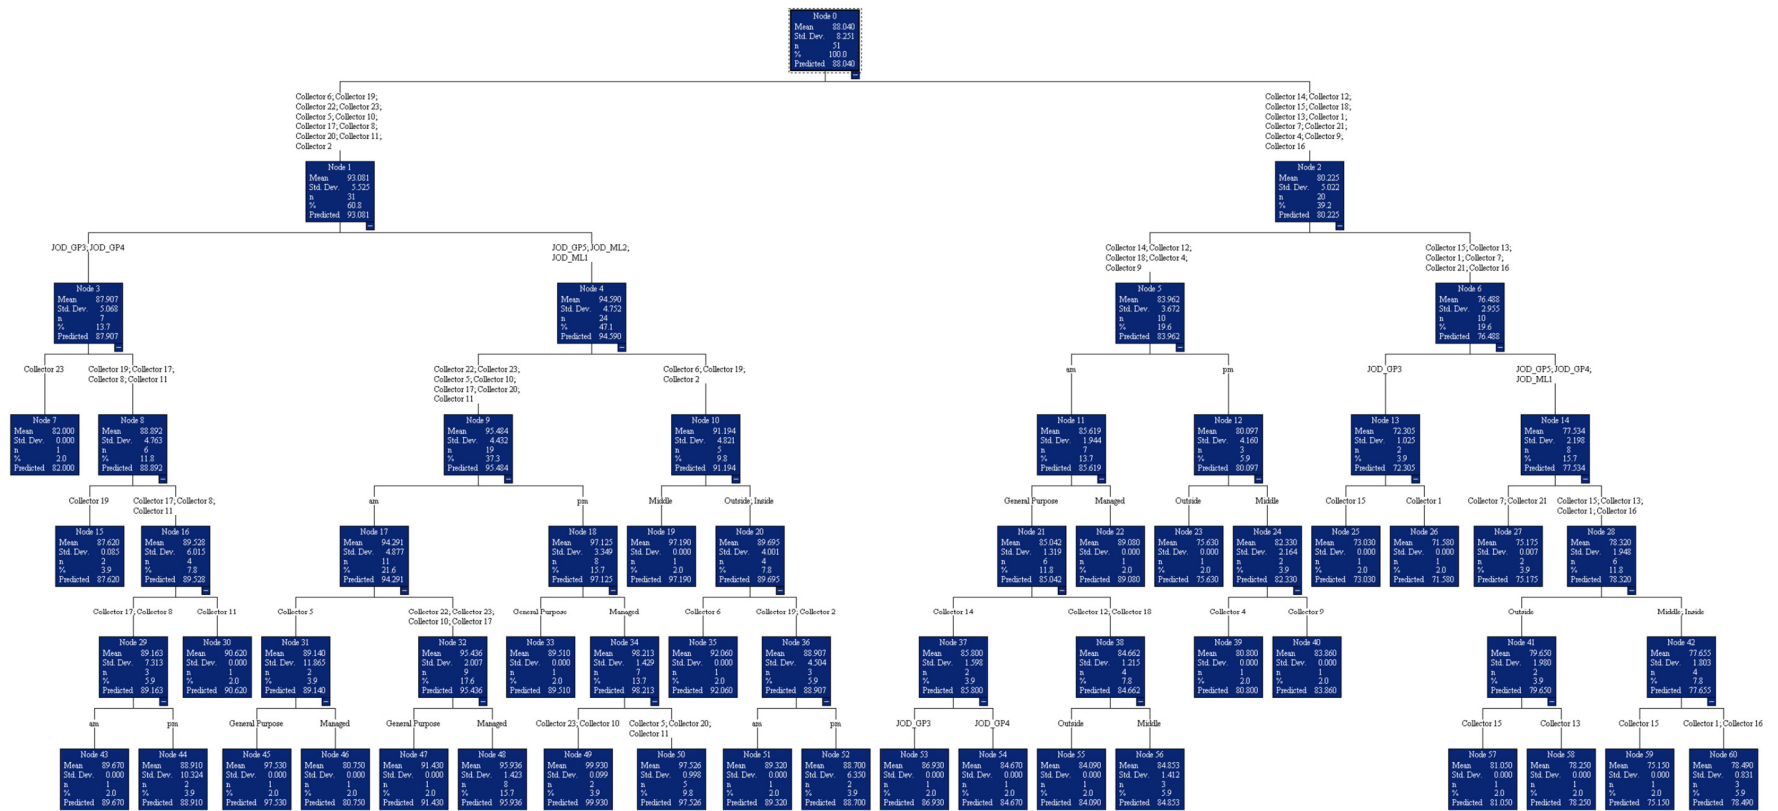 Node 0
Mean 88.040
Std. Dev. 8.251
n 51
% 100.0
Predicted 88.040
Collector 6; Collector 19;
Collector 22; Collector 23;
Collector 5; Collector 10;
Collector 17; Collector 8;
Collector 20; Collector 11;
Collector 2
Collector 14; Collector 12;
Collector 15; Collector 18;
Collector 13; Collector 1;
Collector 7; Collector 21;
Collector 4; Collector 9;
Collector 16
Node 1
Mean 93.081
Std. Dev. 5.525
n 31
% 60.8
Predicted 93.081
Node 2
Mean 80.225
Std. Dev. 5.022
n 20
% 39.2
Predicted 80.225
JOD_GP3; JOD_GP4
JOD_GP5; JOD_ML2;
JOD_ML1
Collector 14; Collector 12;
Collector 18; Collector 4;
Collector 9
Collector 15; Collector 13;
Collector 1; Collector 7;
Collector 21; Collector 16
Node 3
Mean 87.907
Std. Dev. 5.068
n 7
% 13.7
Predicted 87.907
Node 4
Mean 94.590
Std. Dev. 4.752
n 24
% 47.1
Predicted 94.590
Node 5
Mean 83.962
Std. Dev. 3.672
n 10
% 19.6
Predicted 83.962
Node 6
Mean 76.488
Std. Dev. 2.955
n 10
% 19.6
Predicted 76.488
Collector 23
Collector 19; Collector 17;
Collector 8; Collector 11
Collector 22; Collector 23;
Collector 5; Collector 10;
Collector 17; Collector 20;
Collector 11
Collector 6; Collector 19;
Collector 2
am
pm
JOD_GP3
JOD_GP5; JOD_GP4;
JOD_ML1
Node 7
Mean 82.000
Std. Dev. 0.000
n 1
% 2.0
Predicted 82.000
Node 8
Mean 88.892
Std. Dev. 4.763
n 6
% 11.8
Predicted 88.892
Node 9
Mean 95.484
Std. Dev. 4.432
n 19
% 37.3
Predicted 95.484
Node 10
Mean 91.194
Std. Dev. 4.821
n 5
% 9.8
Predicted 91.194
Node 11
Mean 85.619
Std. Dev. 1.944
n 7
% 13.7
Predicted 85.619
Node 12
Mean 80.097
Std. Dev. 4.160
n 3
% 5.9
Predicted 80.097
Node 13
Mean 72.305
Std. Dev. 1.025
n 2
% 3.9
Predicted 72.305
Node 14
Mean 77.534
Std. Dev. 2.198
n 8
% 15.7
Predicted 77.534
Collector 19
Collector 17; Collector 8;
Collector 11
am
pm
Middle
Outside; Inside
General Purpose
Managed
Outside
Middle
Collector 15
Collector 1
Collector 7; Collector 21
Collector 15; Collector 13;
Collector 1; Collector 16
Node 15
Mean 87.620
Std. Dev. 0.085
n 2
% 3.9
Predicted 87.620
Node 16
Mean 89.528
Std. Dev. 6.015
n 4
% 7.8
Predicted 89.528
Node 17
Mean 94.291
Std. Dev. 4.877
n 11
% 21.6
Predicted 94.291
Node 18
Mean 97.125
Std. Dev. 3.349
n 8
% 15.7
Predicted 97.125
Node 19
Mean 97.190
Std. Dev. 0.000
n 1
% 2.0
Predicted 97.190
Node 20
Mean 89.695
Std. Dev. 4.001
n 4
% 7.8
Predicted 89.695
Node 21
Mean 85.042
Std. Dev. 1.319
n 6
% 11.8
Predicted 85.042
Node 22
Mean 89.080
Std. Dev. 0.000
n 1
% 2.0
Predicted 89.080
Node 23
Mean 75.630
Std. Dev. 0.000
n 1
% 2.0
Predicted 75.630
Node 24
Mean 82.330
Std. Dev. 2.164
n 2
% 3.9
Predicted 82.330
Node 25
Mean 73.030
Std. Dev. 0.000
n 1
% 2.0
Predicted 73.030
Node 26
Mean 71.580
Std. Dev. 0.000
n 1
% 2.0
Predicted 71.580
Node 27
Mean 75.175
Std. Dev. 0.007
n 2
% 3.9
Predicted 75.175
Node 28
Mean 78.320
Std. Dev. 1.948
n 6
% 11.8
Predicted 78.320
Collector 17; Collector 8
Collector 11
Collector 5
Collector 22; Collector 23;
Collector 10; Collector 17
General Purpose
Managed
Collector 6
Collector 19; Collector 2
Collector 14
Collector 12; Collector 18
Collector 4
Collector 9
Outside
Middle; Inside
Node 29
Mean 89.163
Std. Dev. 7.313
n 3
% 5.9
Predicted 89.163
Node 30
Mean 90.620
Std. Dev. 0.000
n 1
% 2.0
Predicted 90.620
Node 31
Mean 89.140
Std. Dev. 11.865
n 2
% 3.9
Predicted 89.140
Node 32
Mean 95.436
Std. Dev. 2.007
n 9
% 17.6
Predicted 95.436
Node 33
Mean 89.510
Std. Dev. 0.000
n 1
% 2.0
Predicted 89.510
Node 34
Mean 98.213
Std. Dev. 1.429
n 7
% 13.7
Predicted 98.213
Node 35
Mean 92.060
Std. Dev. 0.000
n 1
% 2.0
Predicted 92.060
Node 36
Mean 88.907
Std. Dev. 4.504
n 3
% 5.9
Predicted 88.907
Node 37
Mean 85.800
Std. Dev. 1.598
n 2
% 3.9
Predicted 85.800
Node 38
Mean 84.662
Std. Dev. 1.215
n 4
% 7.8
Predicted 84.662
Node 39
Mean 80.800
Std. Dev. 0.000
n 1
% 2.0
Predicted 80.800
Node 40
Mean 83.860
Std. Dev. 0.000
n 1
% 2.0
Predicted 83.860
Node 41
Mean 79.650
Std. Dev. 1.980
n 2
% 3.9
Predicted 79.650
Node 42
Mean 77.655
Std. Dev. 1.803
n 4
% 7.8
Predicted 77.655
am
pm
General Purpose
Managed
General Purpose
Managed
Collector 23; Collector 10
Collector 5; Collector 20;
Collector 11
am
pm
JOD_GP3
JOD_GP4
Outside
Middle
Collector 15
Collector 13
Collector 15
Collector 1; Collector 16
Node 43
Mean 89.670
Std. Dev. 0.000
n 1
% 2.0
Predicted 89.670
Node 44
Mean 88.910
Std. Dev. 10.324
n 2
% 3.9
Predicted 88.910
Node 45
Mean 97.530
Std. Dev. 0.000
n 1
% 2.0
Predicted 97.530
Node 46
Mean 80.750
Std. Dev. 0.000
n 1
% 2.0
Predicted 80.750
Node 47
Mean 91.430
Std. Dev. 0.000
n 1
% 2.0
Predicted 91.430
Node 48
Mean 95.936
Std. Dev. 1.423
n 8
% 15.7
Predicted 95.936
Node 49
Mean 99.930
Std. Dev. 0.099
n 2
% 3.9
Predicted 99.930
Node 50
Mean 97.526
Std. Dev. 0.998
n 5
% 9.8
Predicted 97.526
Node 51
Mean 89.320
Std. Dev. 0.000
n 1
% 2.0
Predicted 89.320
Node 52
Mean 88.700
Std. Dev. 6.350
n 2
% 3.9
Predicted 88.700
Node 53
Mean 86.930
Std. Dev. 0.000
n 1
% 2.0
Predicted 86.930
Node 54
Mean 84.670
Std. Dev. 0.000
n 1
% 2.0
Predicted 84.670
Node 55
Mean 84.090
Std. Dev. 0.000
n 1
% 2.0
Predicted 84.090
Node 56
Mean 84.853
Std. Dev. 1.412
n 3
% 5.9
Predicted 84.853
Node 57
Mean 81.050
Std. Dev. 0.000
n 1
% 2.0
Predicted 81.050
Node 58
Mean 78.250
Std. Dev. 0.000
n 1
% 2.0
Predicted 78.250
Node 59
Mean 75.150
Std. Dev. 0.000
n 1
% 2.0
Predicted 75.150
Node 60
Mean 78.490
Std. Dev. 0.831
n 3
% 5.9
Predicted 78.490